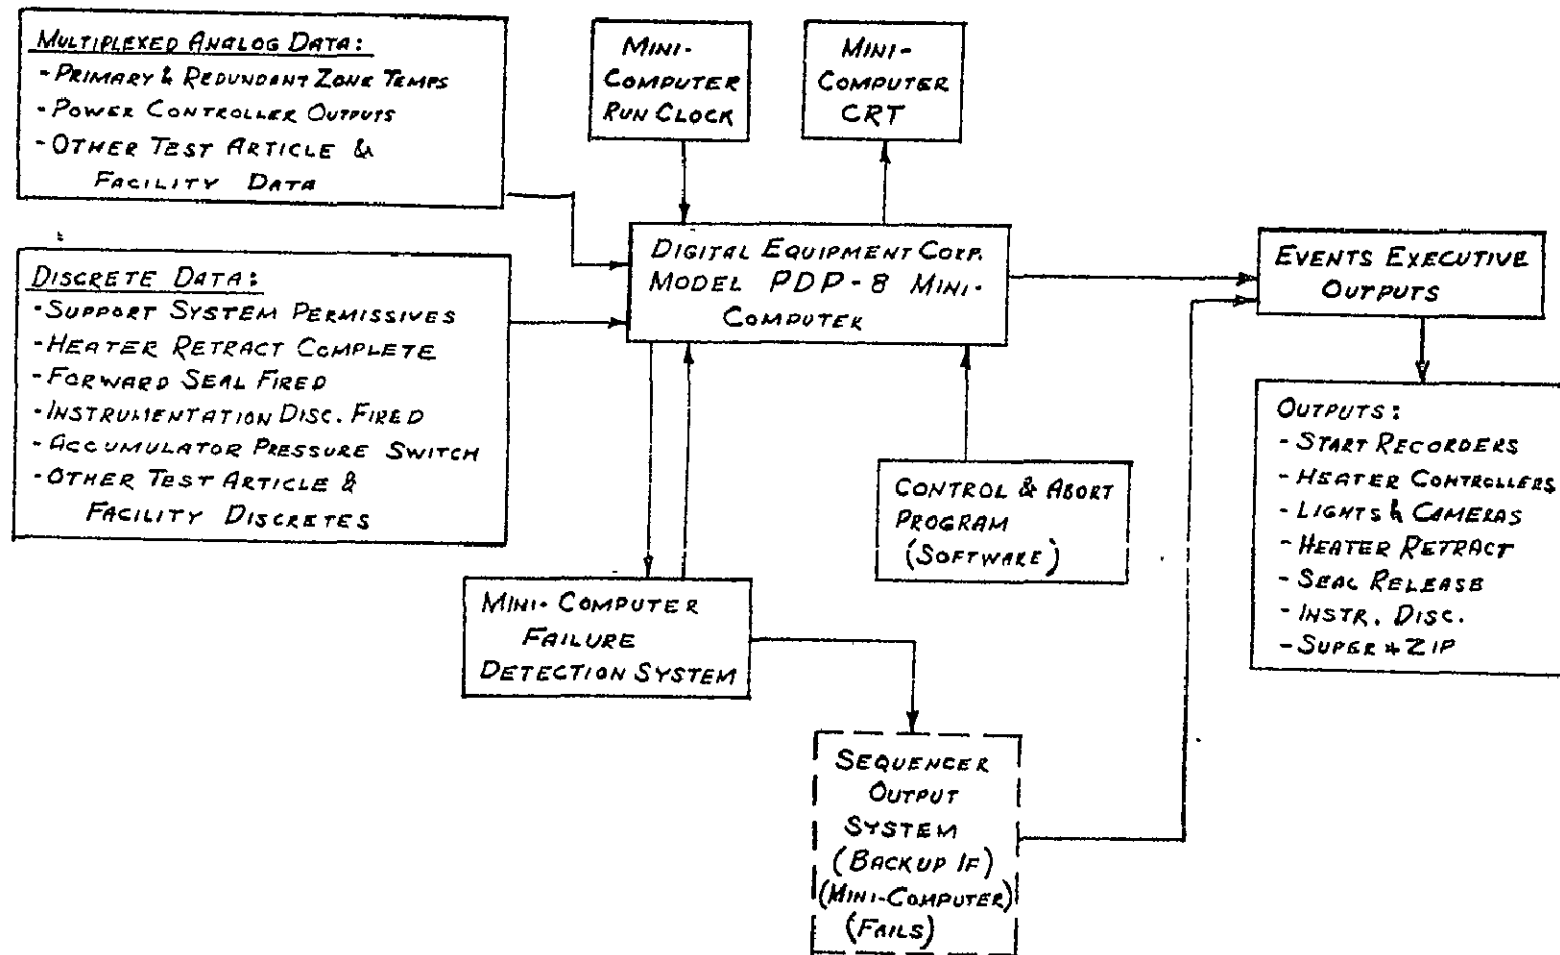 MULTIPLEXED ANALOG DATA:
- PRIMARY & REDUNDANT ZONE TEMPS
- POWER CONTROLLER OUTPUTS
- OTHER TEST ARTICLE &
FACILITY DATA
MINI-
COMPUTER
RUN CLOCK
MINI-
COMPUTER
CRT
DISCRETE DATA:
- SUPPORT SYSTEM PERMISSIVES
- HEATER RETRACT COMPLETE
- FORWARD SEAL FIRED
- INSTRUMENTATION DISC. FIRED
- ACCUMULATOR PRESSURE SWITCH
- OTHER TEST ARTICLE &
FACILITY DISCRETES
DIGITAL EQUIPMENT CORP.
MODEL PDP-8 MINI-
COMPUTER
EVENTS EXECUTIVE
OUTPUTS
OUTPUTS:
- START RECORDERS
- HEATER CONTROLLERS
- LIGHTS & CAMERAS
- HEATER RETRACT
- SEAL RELEASE
- INSTR. DISC.
- SUPER * ZIP
CONTROL & ABORT
PROGRAM
(SOFTWARE)
MINI-COMPUTER
FAILURE
DETECTION SYSTEM
SEQUENCER
OUTPUT
SYSTEM
(BACKUP IF)
(MINI-COMPUTER)
(FAILS)